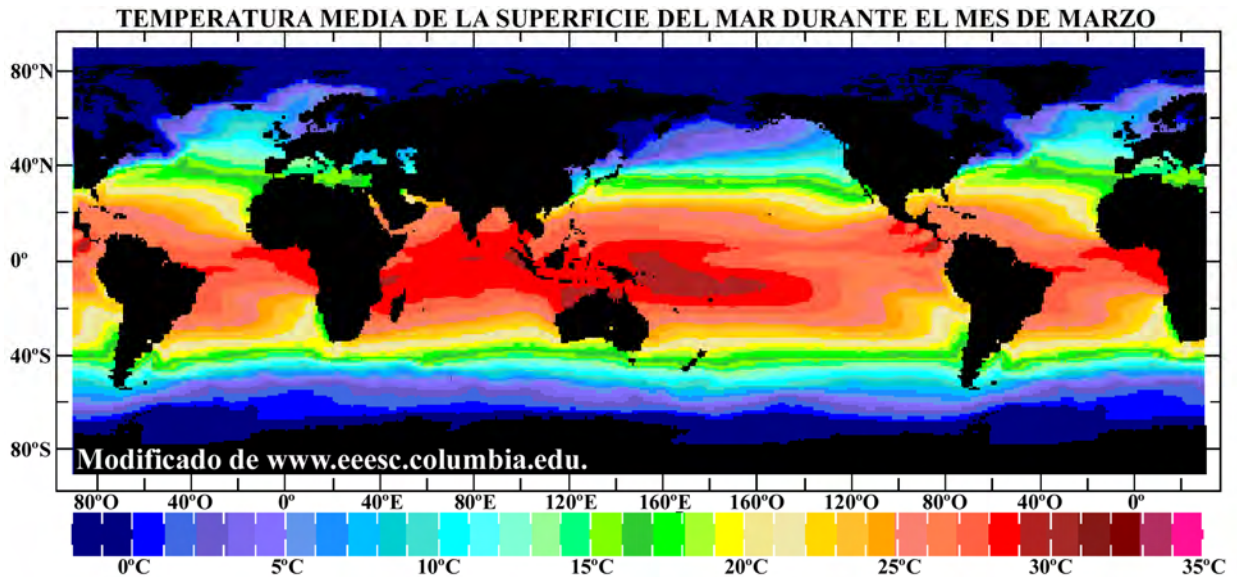 TEMPERATURA MEDIA DE LA SUPERFICIE DEL MAR DURANTE EL MES DE MARZO
80ºN
40ºN
0º
40ºS
80ºS
Modificado de www.eeesc.columbia.edu.
80ºO 40ºO 0º 40ºE 80ºE 120ºE 160ºE 160ºO 120ºO 80ºO 40ºO 0º
0ºC 5ºC 10ºC 15ºC 20ºC 25ºC 30ºC 35ºC